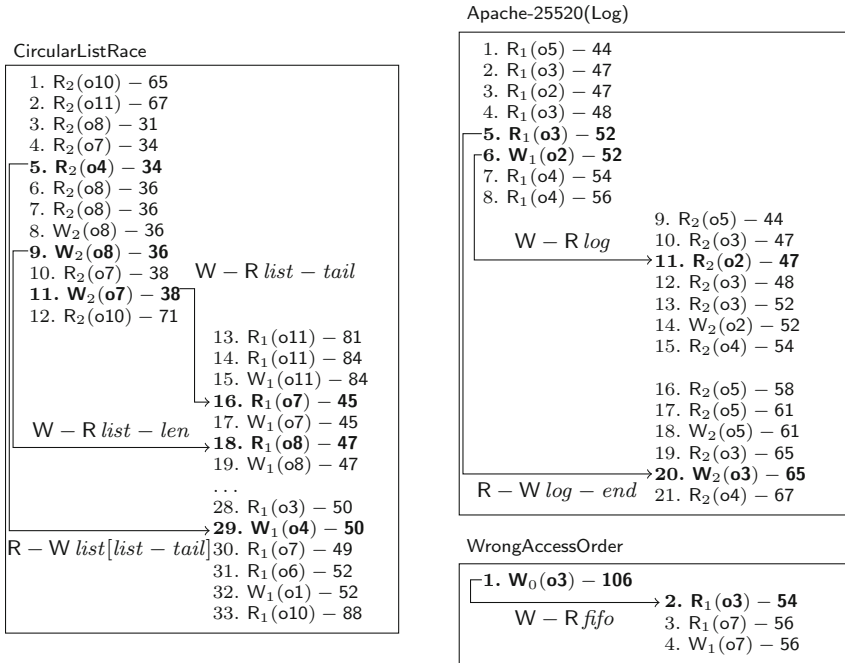 CircularListRace
1. R₂(o10) − 65
2. R₂(o11) − 67
3. R₂(o8) − 31
4. R₂(o7) − 34
5. R₂(o4) − 34
6. R₂(o8) − 36
7. R₂(o8) − 36
8. W₂(o8) − 36
9. W₂(o8) − 36
10. R₂(o7) − 38
W − R list − tail
11. W₂(o7) − 38
12. R₂(o10) − 71
13. R₁(o11) − 81
14. R₁(o11) − 84
15. W₁(o11) − 84
16. R₁(o7) − 45
17. W₁(o7) − 45
W − R list − len
18. R₁(o8) − 47
19. W₁(o8) − 47
...
28. R₁(o3) − 50
29. W₁(o4) − 50
R − W list[list − tail]
30. R₁(o7) − 49
31. R₁(o6) − 52
32. W₁(o1) − 52
33. R₁(o10) − 88
Apache-25520(Log)
1. R₁(o5) − 44
2. R₁(o3) − 47
3. R₁(o2) − 47
4. R₁(o3) − 48
5. R₁(o3) − 52
6. W₁(o2) − 52
7. R₁(o4) − 54
8. R₁(o4) − 56
9. R₂(o5) − 44
10. R₂(o3) − 47
W − R log
11. R₂(o2) − 47
12. R₂(o3) − 48
13. R₂(o3) − 52
14. W₂(o2) − 52
15. R₂(o4) − 54
16. R₂(o5) − 58
17. R₂(o5) − 61
18. W₂(o5) − 61
19. R₂(o3) − 65
20. W₂(o3) − 65
R − W log − end
21. R₂(o4) − 67
WrongAccessOrder
1. W₀(o3) − 106
2. R₁(o3) − 54
W − R fifo
3. R₁(o7) − 56
4. W₁(o7) − 56